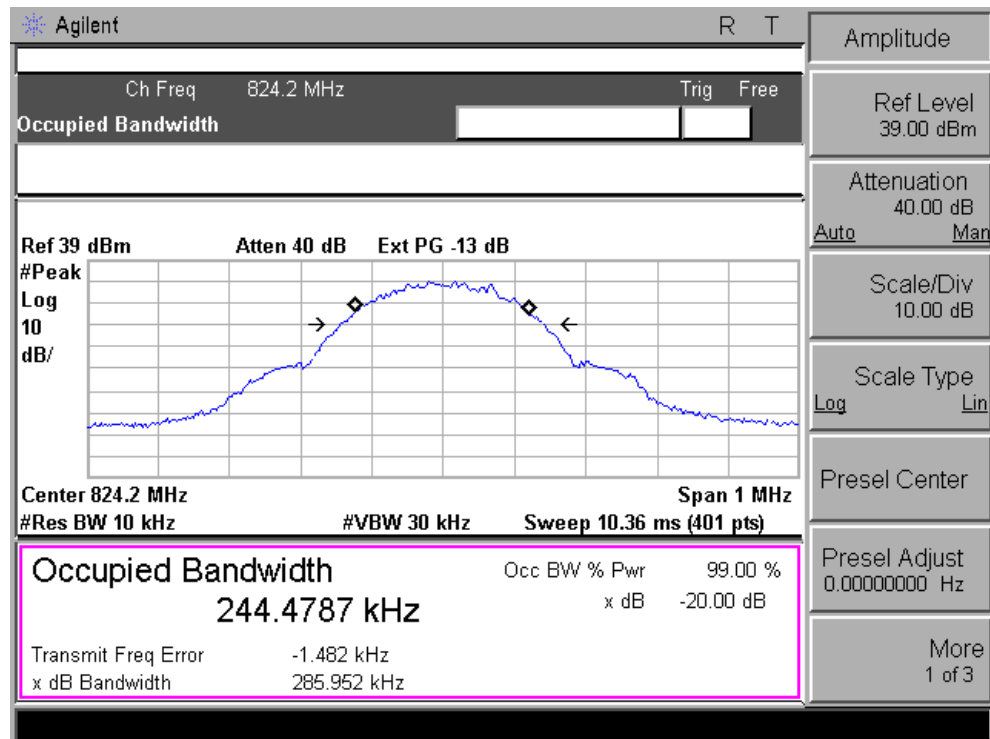 Agilent R T
Ch Freq 824.2 MHz Trig Free
Occupied Bandwidth
Ref 39 dBm Atten 40 dB Ext PG -13 dB
#Peak
Log
10
dB/
Center 824.2 MHz Span 1 MHz
#Res BW 10 kHz #VBW 30 kHz Sweep 10.36 ms (401 pts)
Occupied Bandwidth Occ BW % Pwr 99.00 %
244.4787 kHz x dB -20.00 dB
Transmit Freq Error -1.482 kHz
x dB Bandwidth 285.952 kHz
Amplitude
Ref Level
39.00 dBm
Attenuation
40.00 dB
Auto Man
Scale/Div
10.00 dB
Scale Type
Log Lin
Presel Center
Presel Adjust
0.00000000 Hz
More
1 of 3